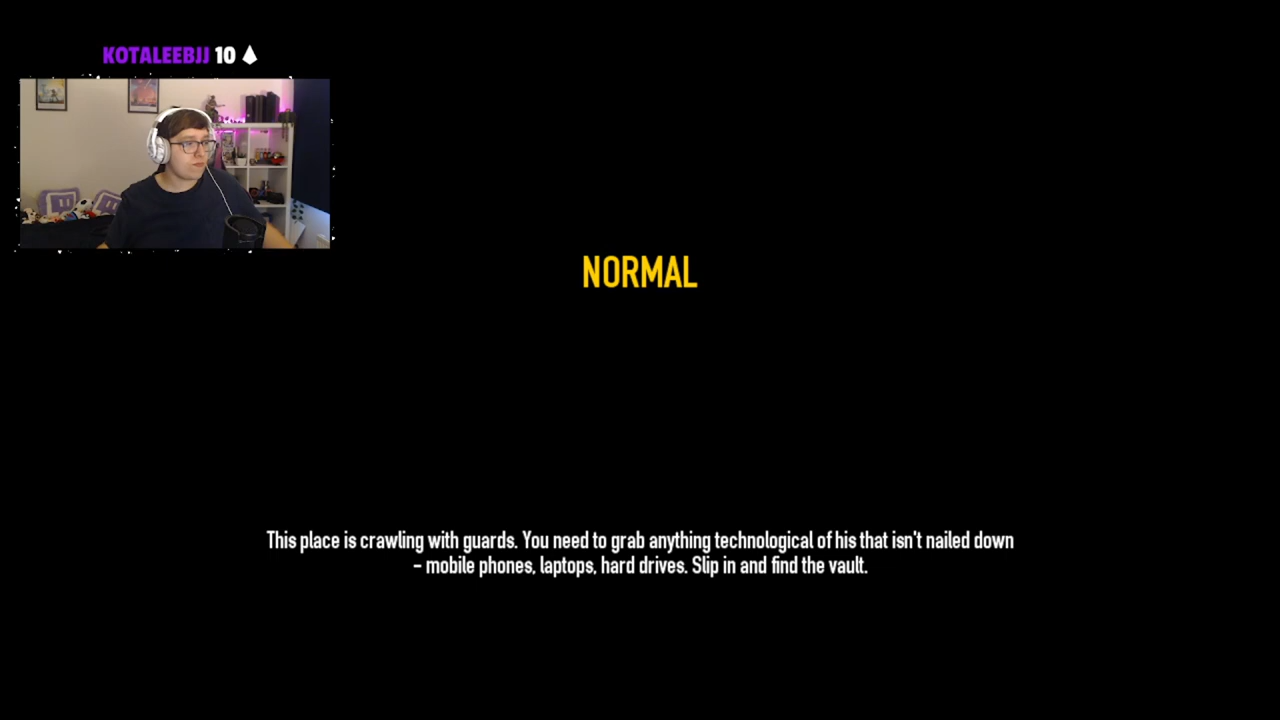 KOTALEEBJJ 10
NORMAL
This place is crawling with guards. You need to grab anything technological of his that isn't nailed down
- mobile phones, laptops, hard drives. Slip in and find the vault.